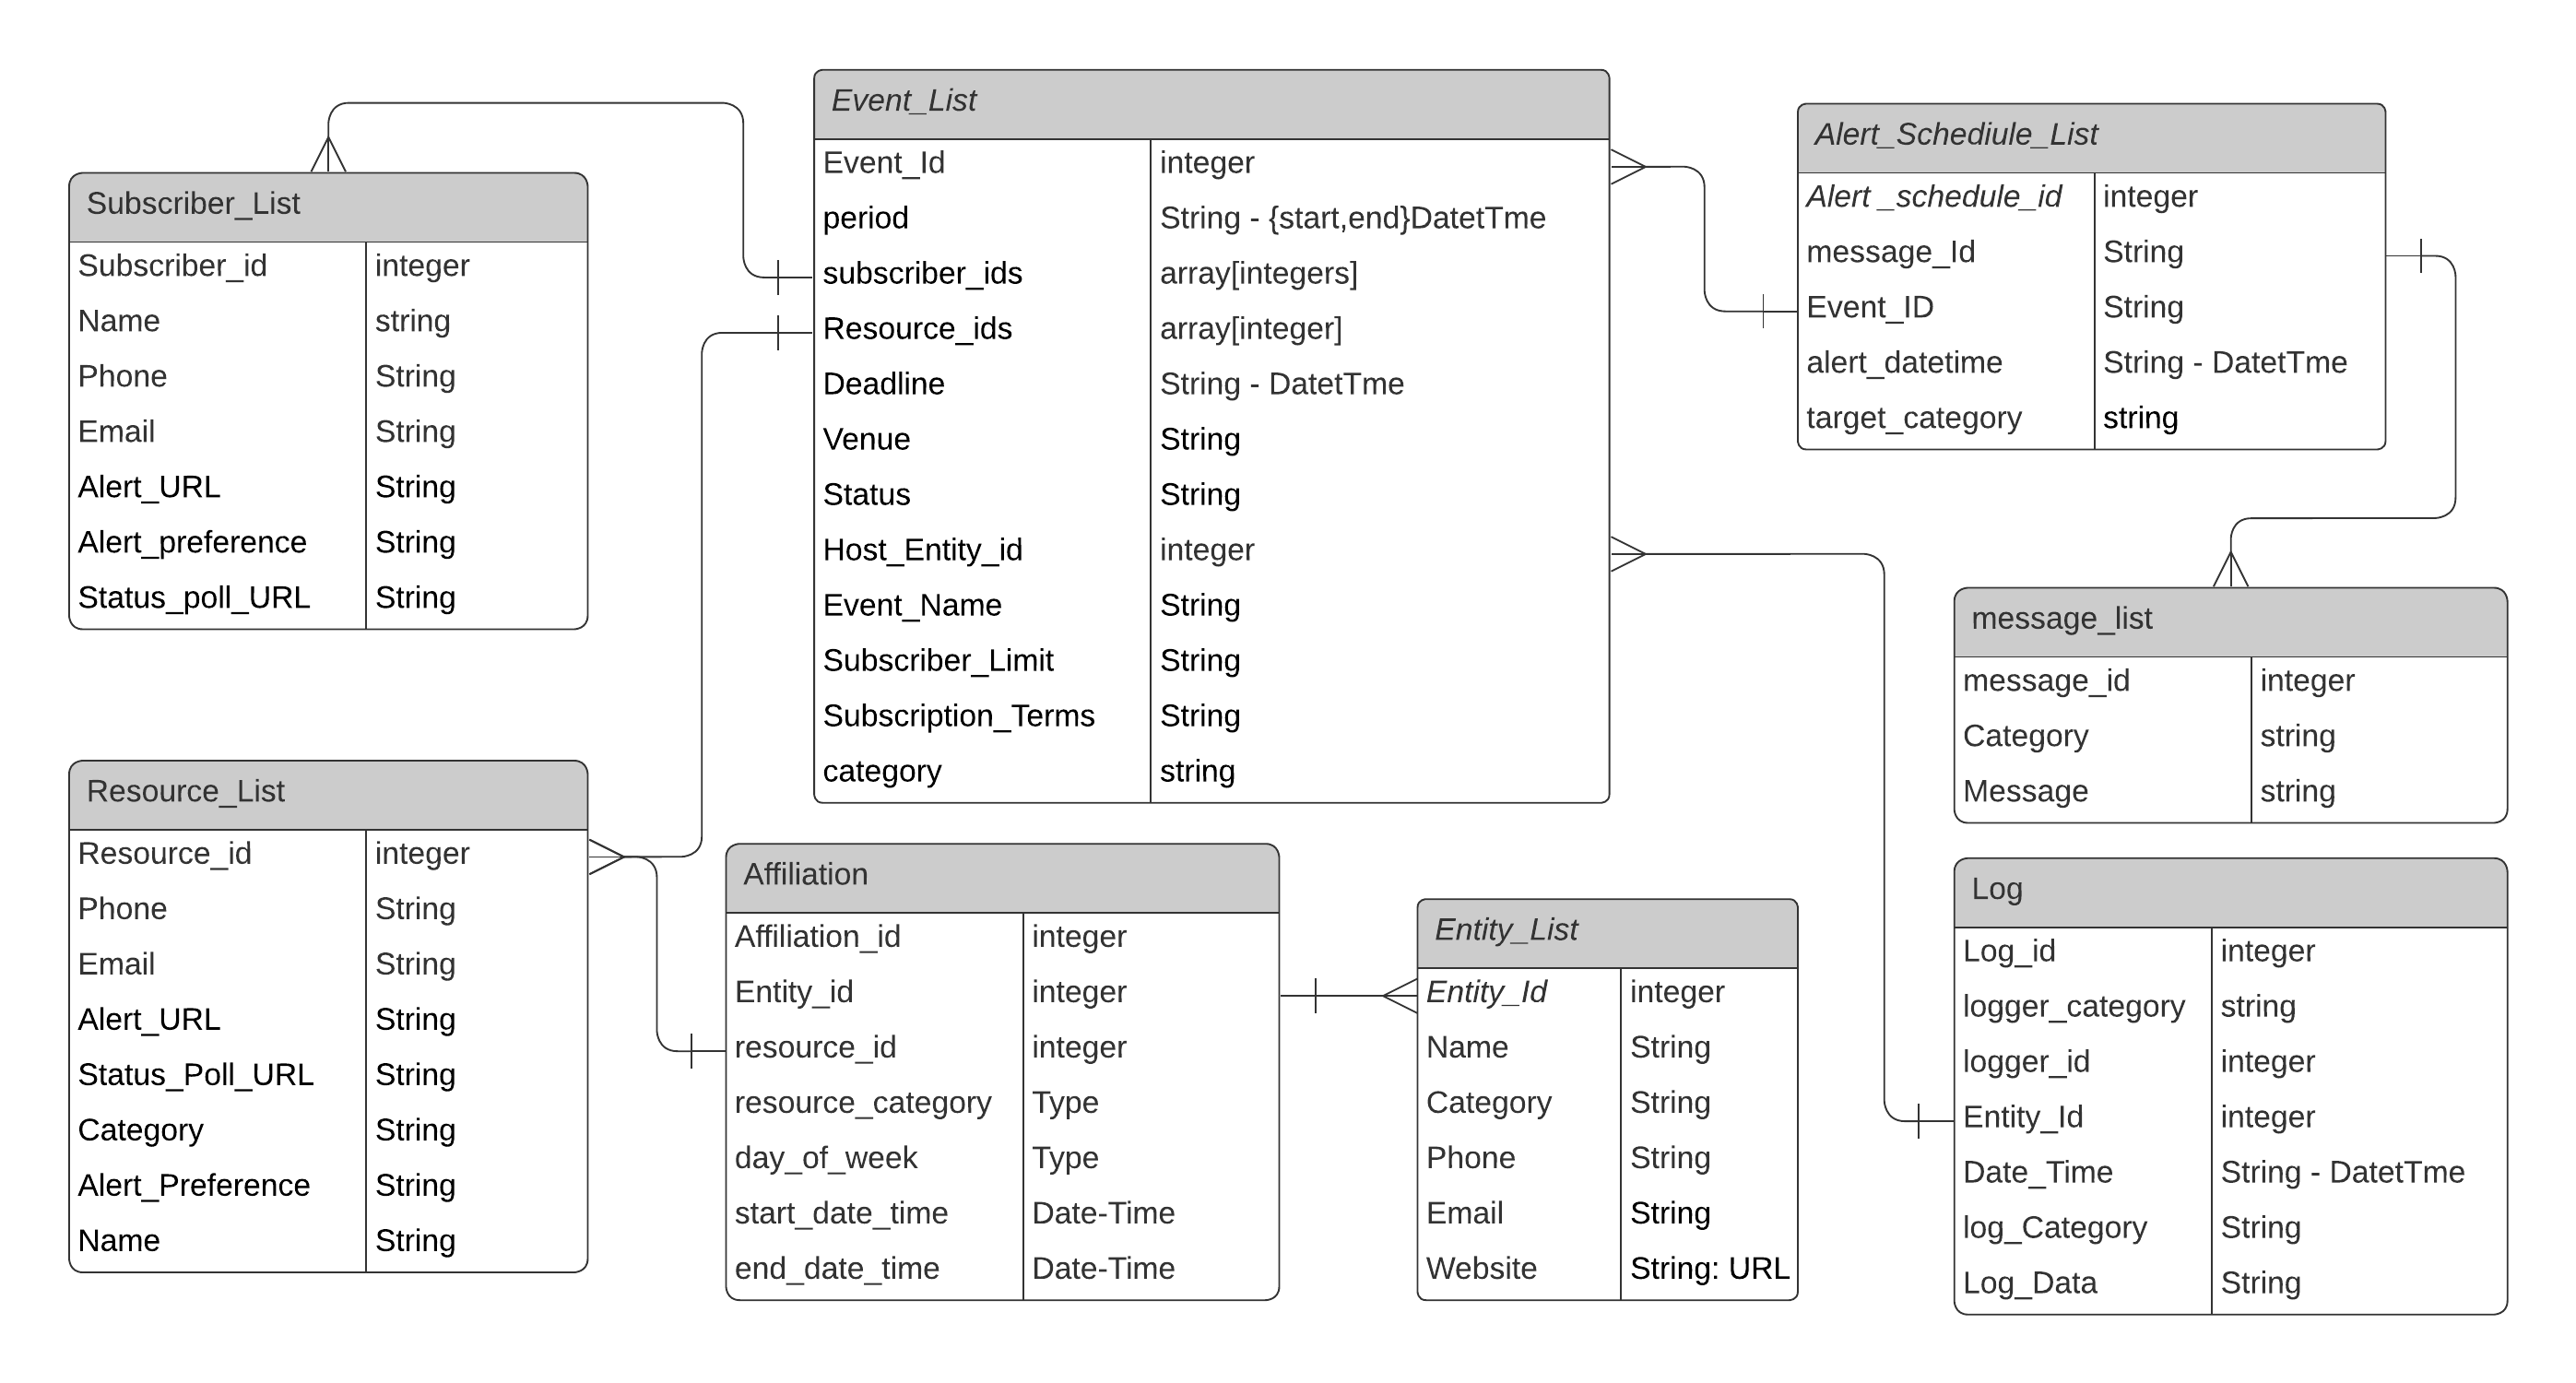 Subscriber_List
Subscriber_id integer
Name string
Phone String
Email String
Alert_URL String
Alert_preference String
Status_poll_URL String
Event_List
Event_Id integer
period String - {start,end}DatetTme
subscriber_ids array[integers]
Resource_ids array[integer]
Deadline String - DatetTme
Venue String
Status String
Host_Entity_id integer
Event_Name String
Subscriber_Limit String
Subscription_Terms String
category string
Alert_Schediule_List
Alert _schedule_id integer
message_Id String
Event_ID String
alert_datetime String - DatetTme
target_category string
message_list
message_id integer
Category string
Message string
Resource_List
Resource_id integer
Phone String
Email String
Alert_URL String
Status_Poll_URL String
Category String
Alert_Preference String
Name String
Affiliation
Affiliation_id integer
Entity_id integer
resource_id integer
resource_category Type
day_of_week Type
start_date_time Date-Time
end_date_time Date-Time
Entity_List
Entity_Id integer
Name String
Category String
Phone String
Email String
Website String: URL
Log
Log_id integer
logger_category string
logger_id integer
Entity_Id integer
Date_Time String - DatetTme
log_Category String
Log_Data String